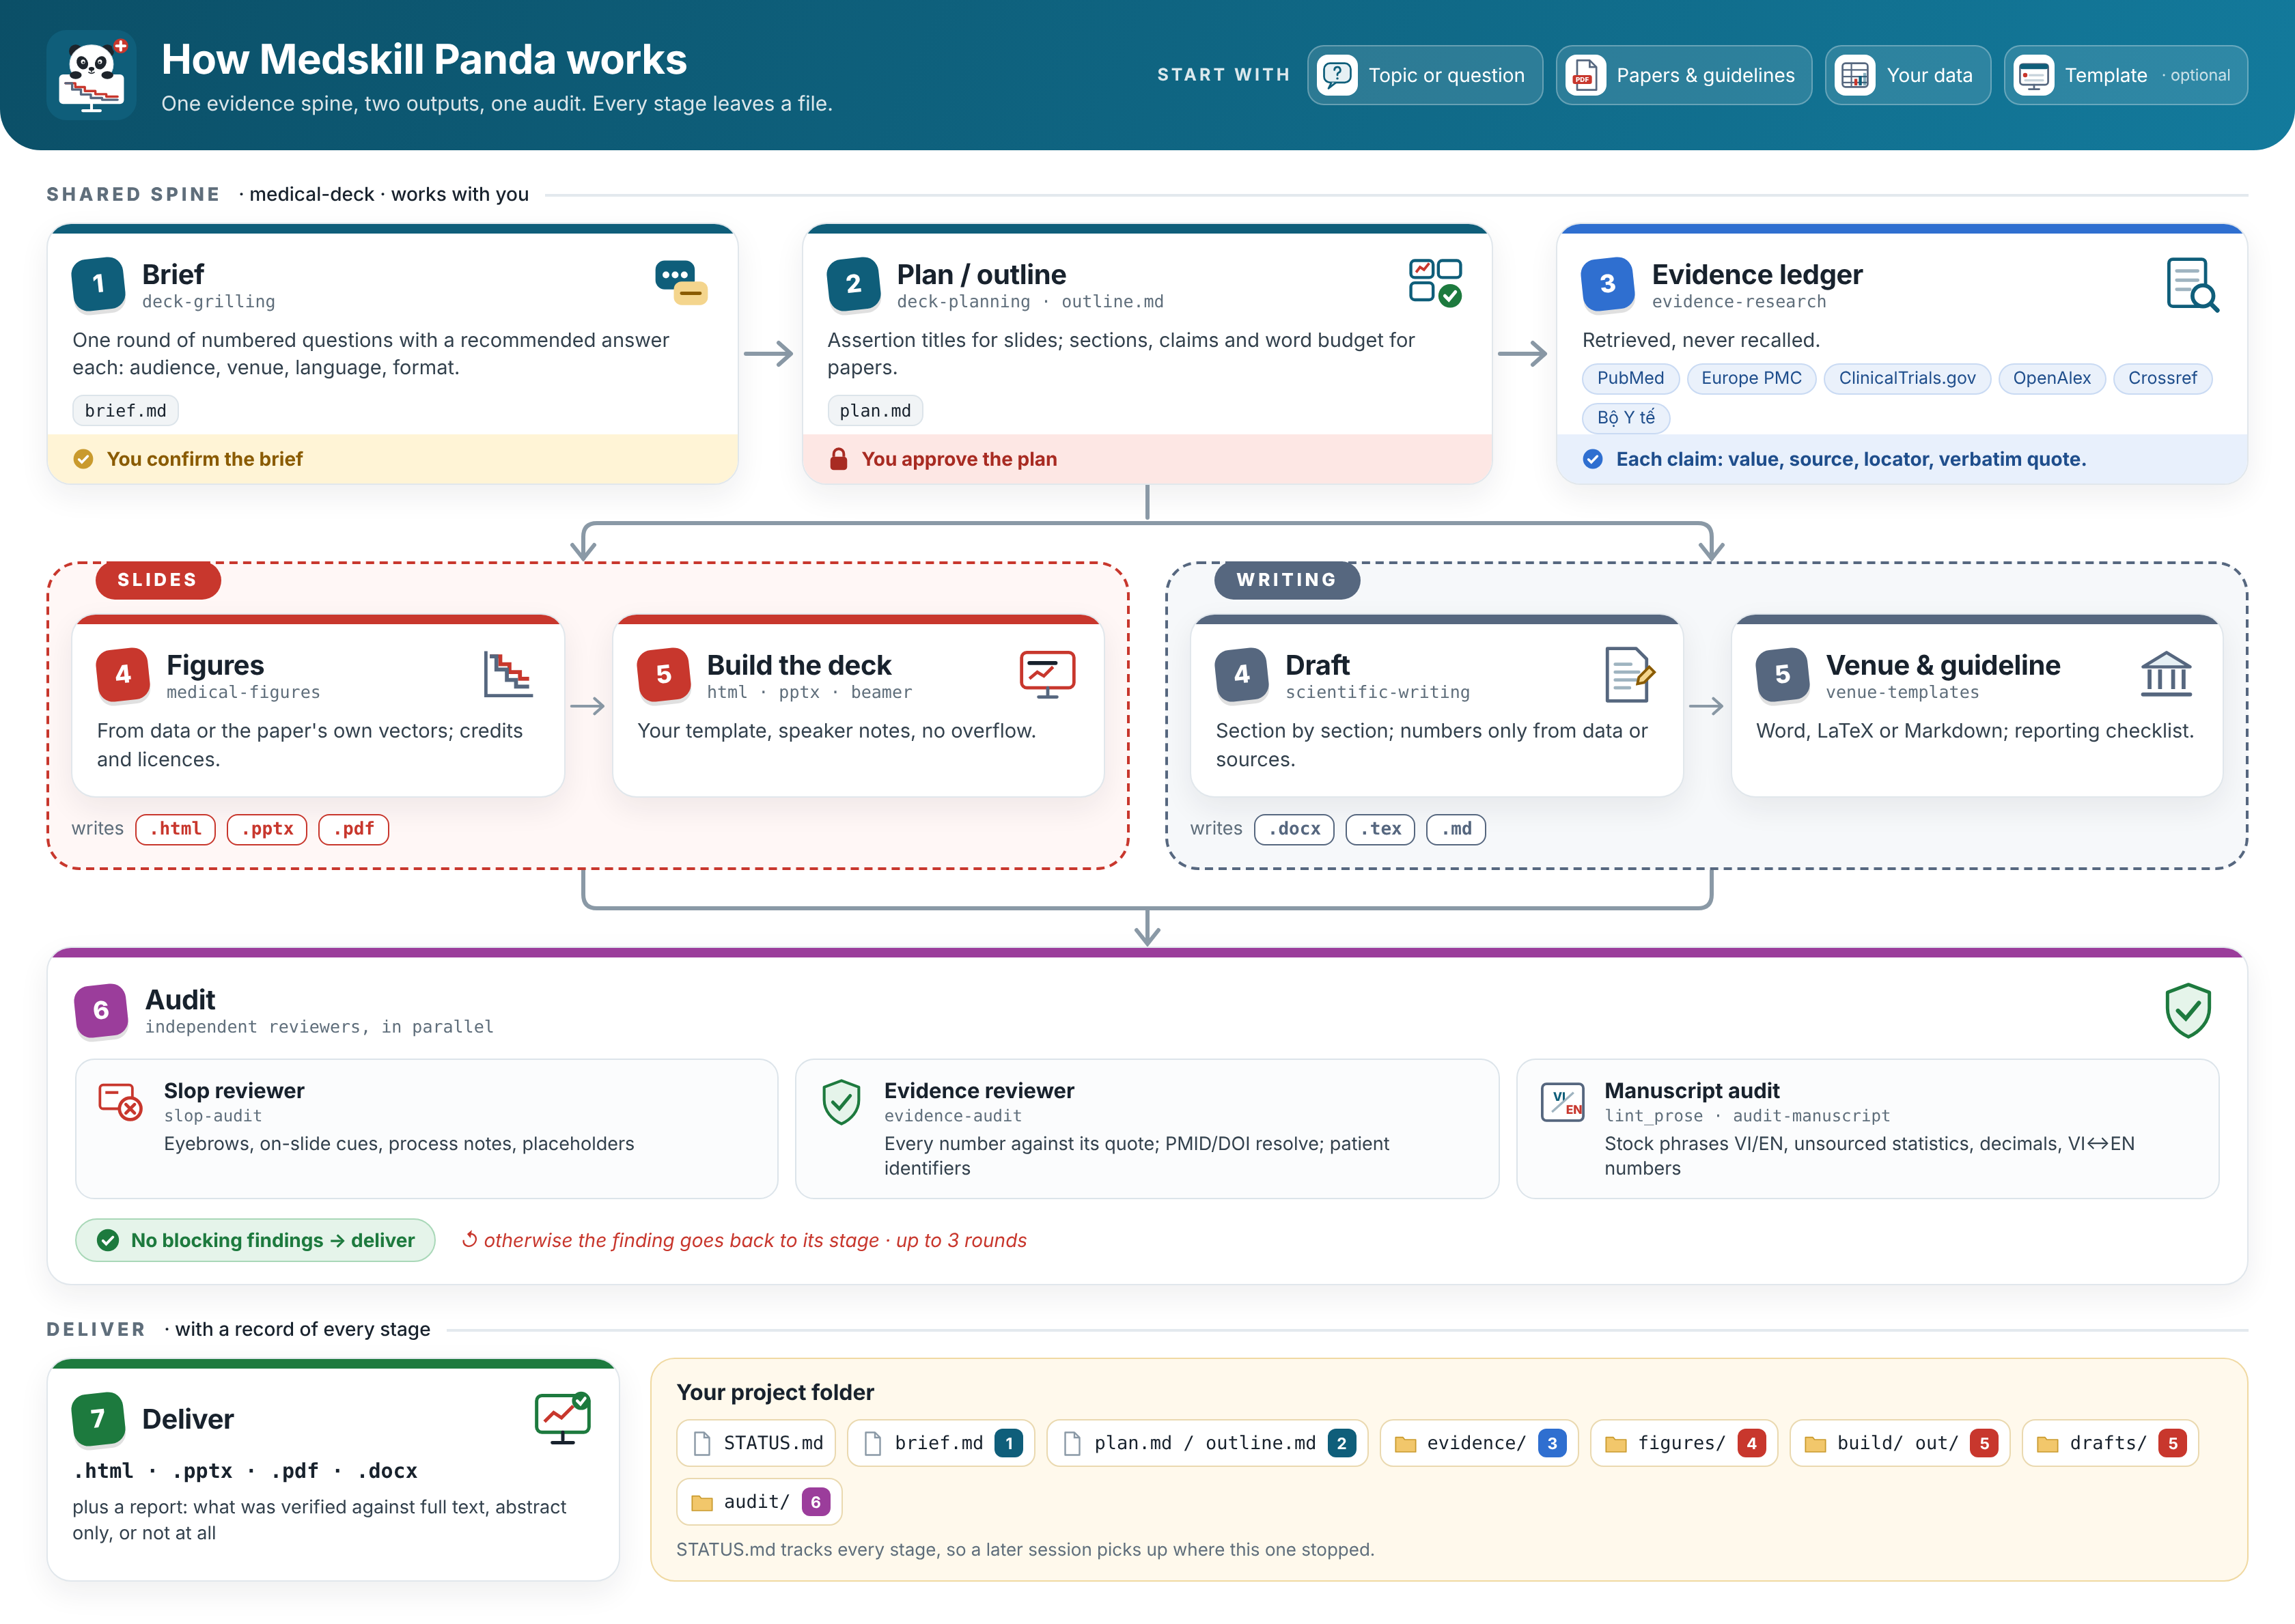 How Medskill Panda works
One evidence spine, two outputs, one audit. Every stage leaves a file.
START WITH
?
Topic or question
PDF
Papers & guidelines
Your data
Template · optional
SHARED SPINE · medical-deck · works with you
1
Brief
deck-grilling
One round of numbered questions with a recommended answer
each: audience, venue, language, format.
brief.md
You confirm the brief
2
Plan / outline
deck-planning · outline.md
Assertion titles for slides; sections, claims and word budget for
papers.
plan.md
You approve the plan
3
Evidence ledger
evidence-research
Retrieved, never recalled.
PubMed
Europe PMC
ClinicalTrials.gov
OpenAlex
Crossref
Bộ Y tế
Each claim: value, source, locator, verbatim quote.
SLIDES
4
Figures
medical-figures
From data or the paper's own vectors; credits
and licences.
5
Build the deck
html · pptx · beamer
Your template, speaker notes, no overflow.
writes .html .pptx .pdf
WRITING
4
Draft
scientific-writing
Section by section; numbers only from data or
sources.
5
Venue & guideline
venue-templates
Word, LaTeX or Markdown; reporting checklist.
writes .docx .tex .md
6
Audit
independent reviewers, in parallel
Slop reviewer
slop-audit
Eyebrows, on-slide cues, process notes, placeholders
Evidence reviewer
evidence-audit
Every number against its quote; PMID/DOI resolve; patient
identifiers
VI/EN
Manuscript audit
lint_prose · audit-manuscript
Stock phrases VI/EN, unsourced statistics, decimals, VI↔EN
numbers
No blocking findings → deliver
↺ otherwise the finding goes back to its stage · up to 3 rounds
DELIVER · with a record of every stage
7
Deliver
.html · .pptx · .pdf · .docx
plus a report: what was verified against full text, abstract
only, or not at all
Your project folder
STATUS.md
brief.md 1
plan.md / outline.md 2
evidence/ 3
figures/ 4
build/ out/ 5
drafts/ 5
audit/ 6
STATUS.md tracks every stage, so a later session picks up where this one stopped.